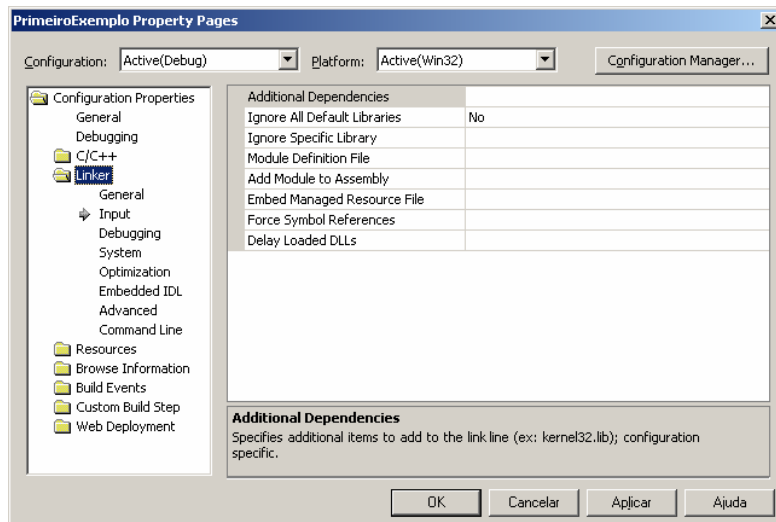 PrimeiroExemplo Property Pages
Configuration: Active(Debug) Platform: Active(Win32) Configuration Manager...
Configuration Properties
General
Debugging
C/C++
Linker
General
Input
Debugging
System
Optimization
Embedded IDL
Advanced
Command Line
Resources
Browse Information
Build Events
Custom Build Step
Web Deployment
Additional Dependencies
Ignore All Default Libraries No
Ignore Specific Library
Module Definition File
Add Module to Assembly
Embed Managed Resource File
Force Symbol References
Delay Loaded DLLs
Additional Dependencies
Specifies additional items to add to the link line (ex: kernel32.lib); configuration
specific.
OK Cancelar Aplicar Ajuda